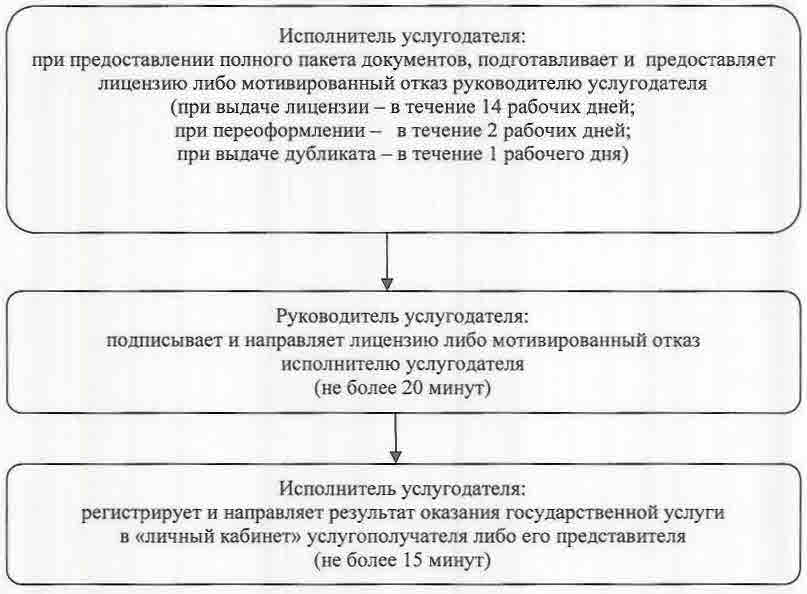 Исполнитель услугодателя:
при предоставлении полного пакета документов, подготавливает и предоставляет
лицензию либо мотивированный отказ руководителю услугодателя
(при выдаче лицензии – в течение 14 рабочих дней;
при переоформлении – в течение 2 рабочих дней;
при выдаче дубликата – в течение 1 рабочего дня)
Руководитель услугодателя:
подписывает и направляет лицензию либо мотивированный отказ
исполнителю услугодателя
(не более 20 минут)
Исполнитель услугодателя:
регистрирует и направляет результат оказания государственной услуги
в «личный кабинет» услугополучателя либо его представителя
(не более 15 минут)